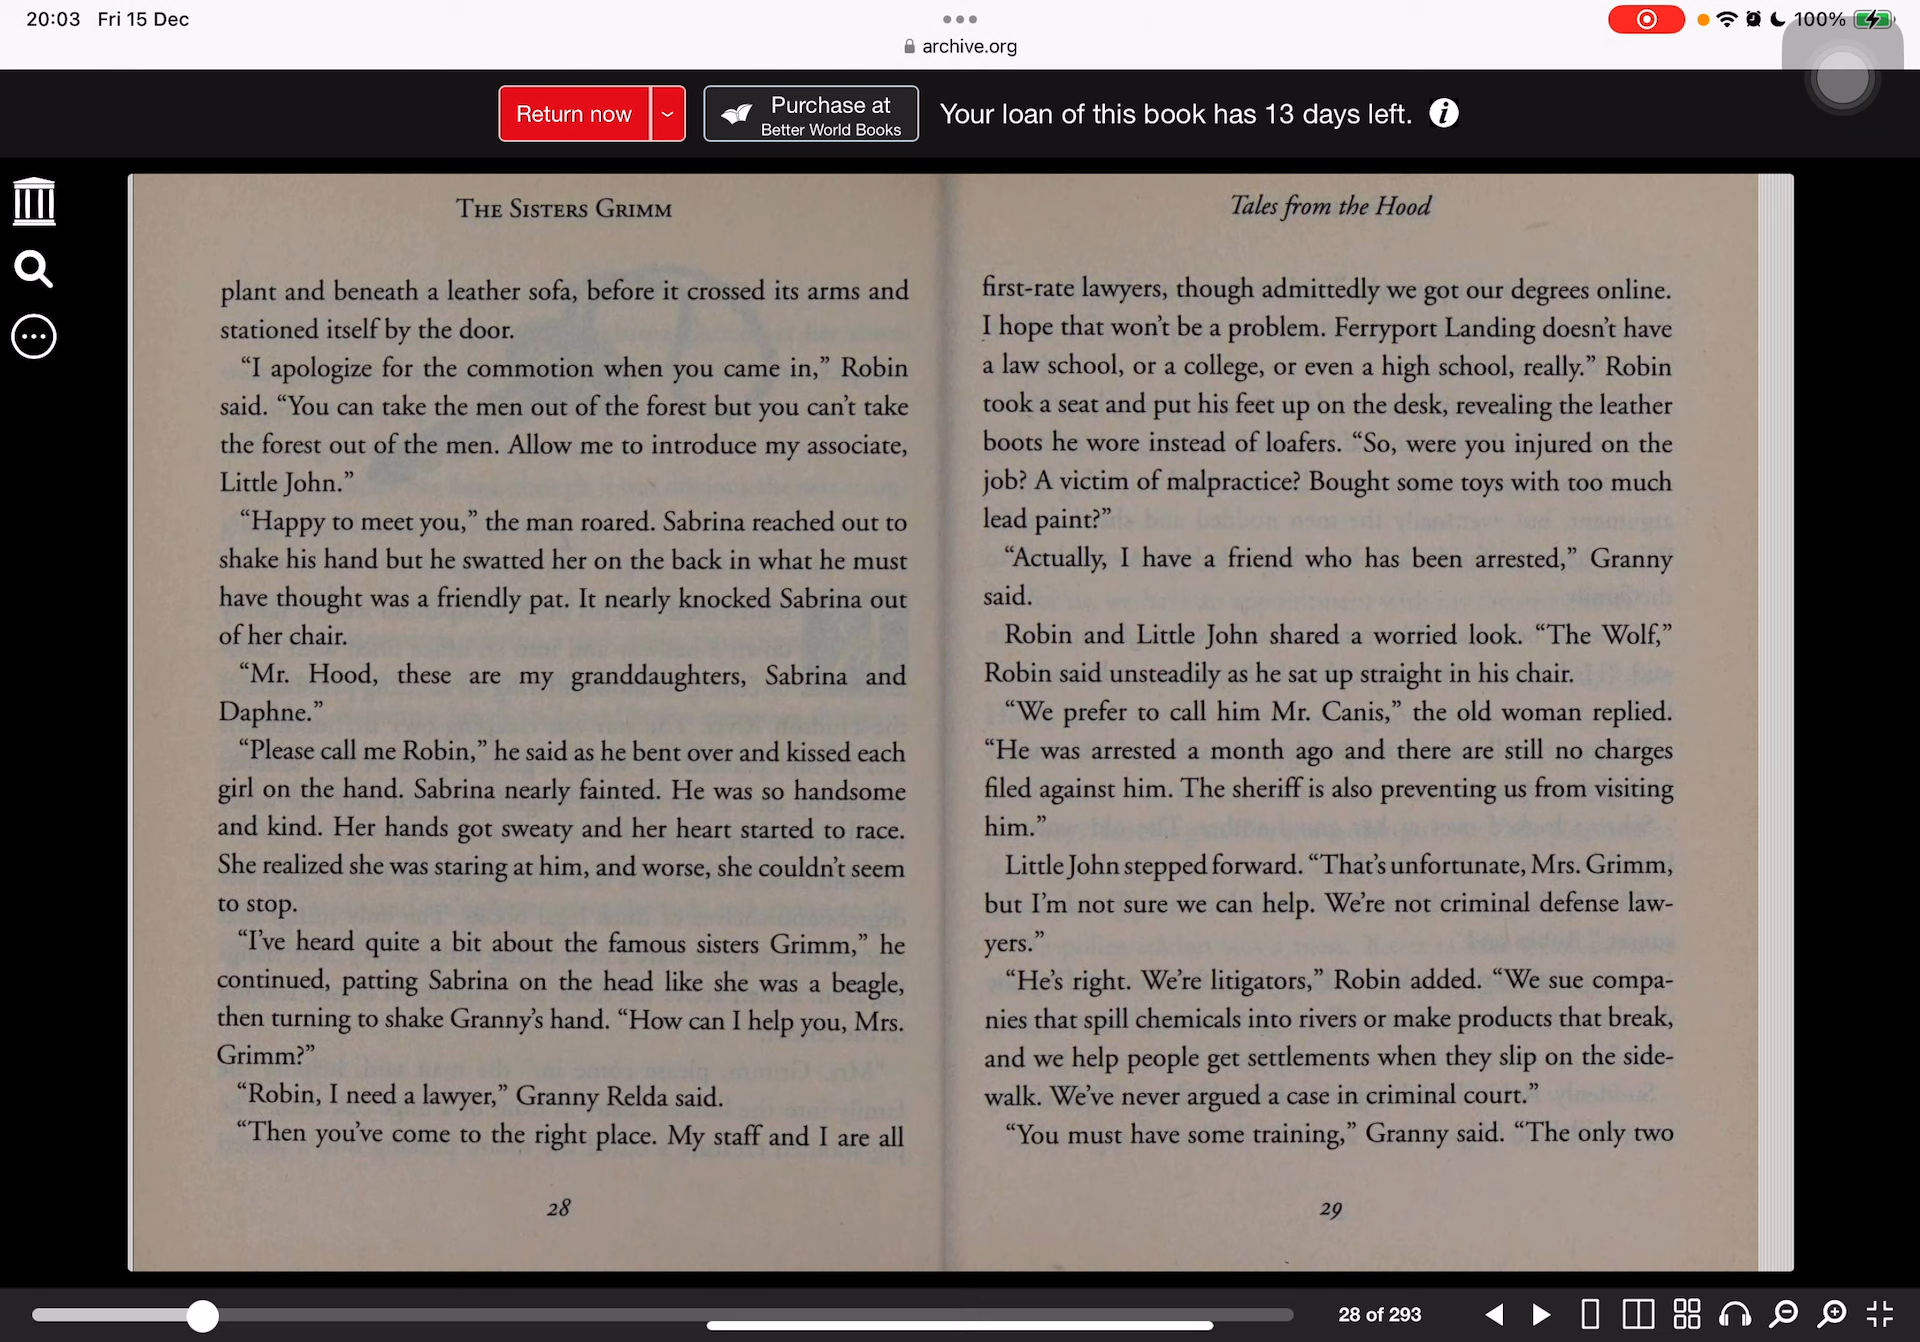 20:03 Fri 15 Dec
100%
archive.org
Return now
Purchase at
Better World Books
Your loan of this book has 13 days left.
THE SISTERS GRIMM
plant and beneath a leather sofa, before it crossed its arms and
stationed itself by the door.
“I apologize for the commotion when you came in,” Robin
said. “You can take the men out of the forest but you can’t take
the forest out of the men. Allow me to introduce my associate,
Little John.”
“Happy to meet you,” the man roared. Sabrina reached out to
shake his hand but he swatted her on the back in what he must
have thought was a friendly pat. It nearly knocked Sabrina out
of her chair.
“Mr. Hood, these are my granddaughters, Sabrina and
Daphne.”
“Please call me Robin,” he said as he bent over and kissed each
girl on the hand. Sabrina nearly fainted. He was so handsome
and kind. Her hands got sweaty and her heart started to race.
She realized she was staring at him, and worse, she couldn’t seem
to stop.
“I’ve heard quite a bit about the famous sisters Grimm,” he
continued, patting Sabrina on the head like she was a beagle,
then turning to shake Granny’s hand. “How can I help you, Mrs.
Grimm?”
“Robin, I need a lawyer,” Granny Relda said.
“Then you’ve come to the right place. My staff and I are all
28
Tales from the Hood
first-rate lawyers, though admittedly we got our degrees online.
I hope that won’t be a problem. Ferryport Landing doesn’t have
a law school, or a college, or even a high school, really.” Robin
took a seat and put his feet up on the desk, revealing the leather
boots he wore instead of loafers. “So, were you injured on the
job? A victim of malpractice? Bought some toys with too much
lead paint?”
“Actually, I have a friend who has been arrested,” Granny
said.
Robin and Little John shared a worried look. “The Wolf,”
Robin said unsteadily as he sat up straight in his chair.
“We prefer to call him Mr. Canis,” the old woman replied.
“He was arrested a month ago and there are still no charges
filed against him. The sheriff is also preventing us from visiting
him.”
Little John stepped forward. “That’s unfortunate, Mrs. Grimm,
but I’m not sure we can help. We’re not criminal defense law-
yers.”
“He’s right. We’re litigators,” Robin added. “We sue compa-
nies that spill chemicals into rivers or make products that break,
and we help people get settlements when they slip on the side-
walk. We’ve never argued a case in criminal court.”
“You must have some training,” Granny said. “The only two
29
28 of 293